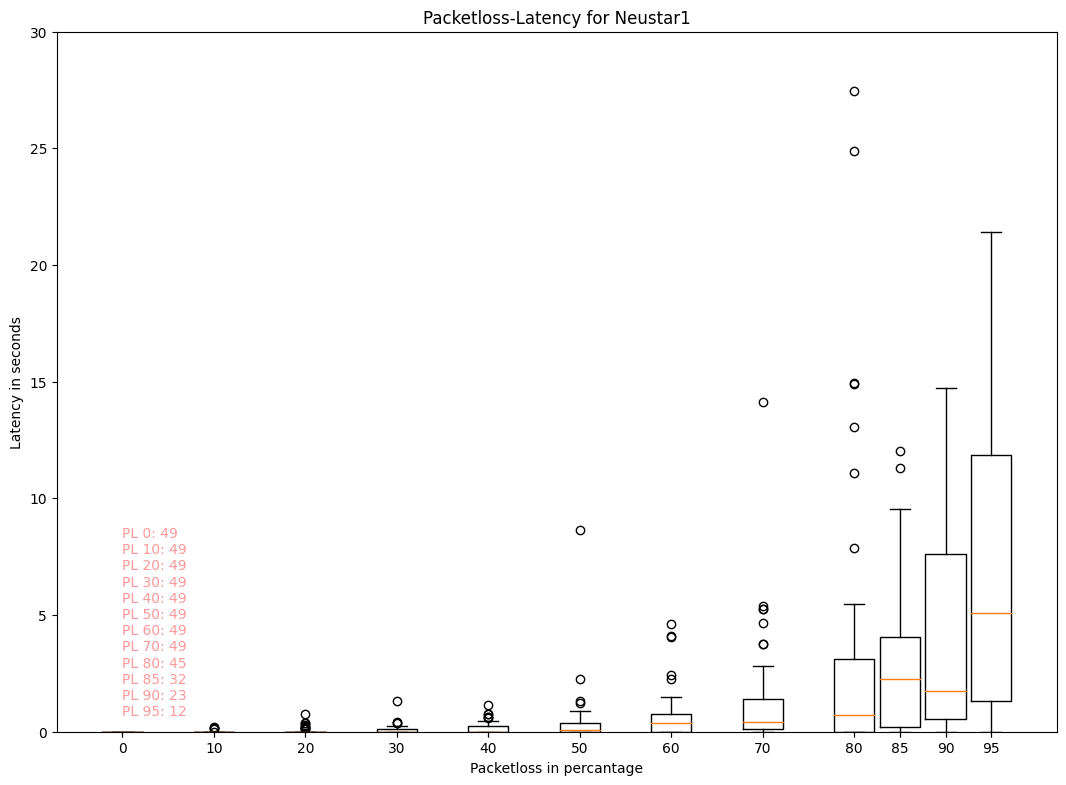 Packetloss-Latency for Neustar1
30
25
20
15
10
5
0
Latency in seconds
PL 0: 49
PL 10: 49
PL 20: 49
PL 30: 49
PL 40: 49
PL 50: 49
PL 60: 49
PL 70: 49
PL 80: 45
PL 85: 32
PL 90: 23
PL 95: 12
0 10 20 30 40 50 60 70 80 85 90 95
Packetloss in percantage